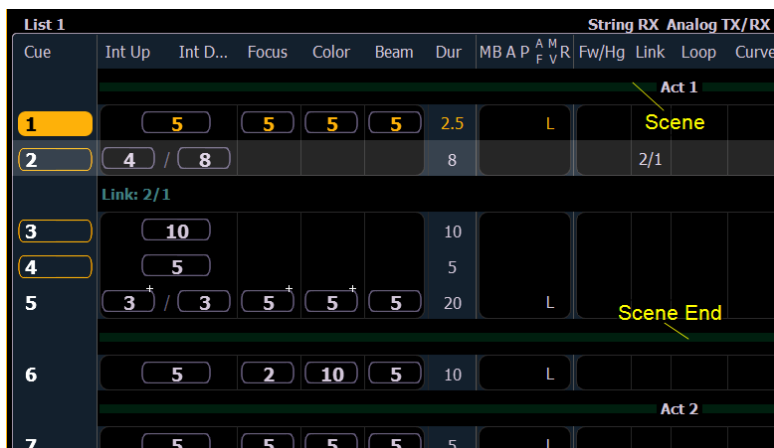 List 1 String RX Analog TX/RX
Cue Int Up Int D... Focus Color Beam Dur M B A P A F M V R Fw/Hg Link Loop Curve
Act 1
1 5 5 5 5 2.5 L Scene
2 4 / 8 8 2/1
Link: 2/1
3 10 10
4 5 5
5 3+ / 3 5+ 5+ 5 20 L Scene End
6 5 2 10 5 10 L
Act 2
7 5 5 5 5 5 L